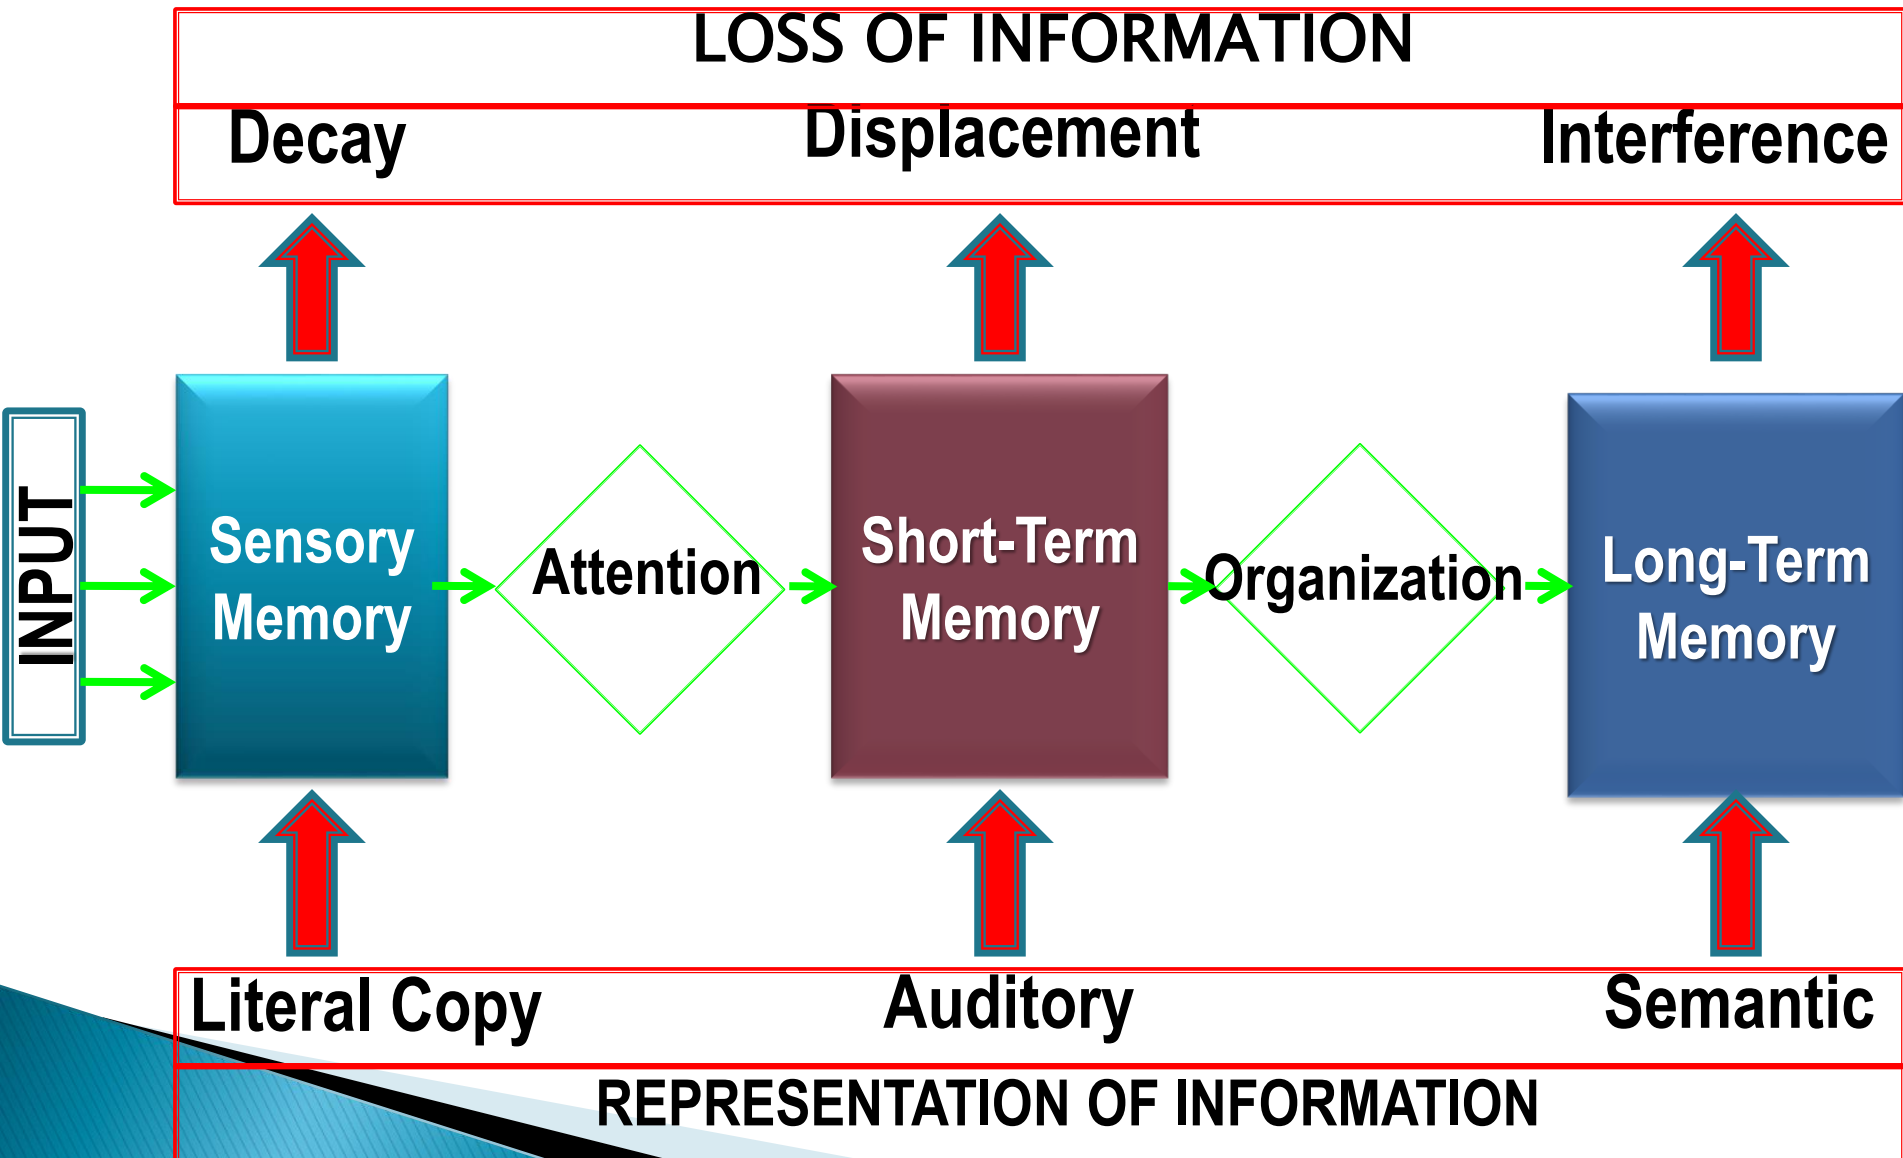 LOSS OF INFORMATION
Decay Displacement Interference
INPUT
Sensory
Memory
Attention
Short-Term
Memory
Organization
Long-Term
Memory
Literal Copy Auditory Semantic
REPRESENTATION OF INFORMATION